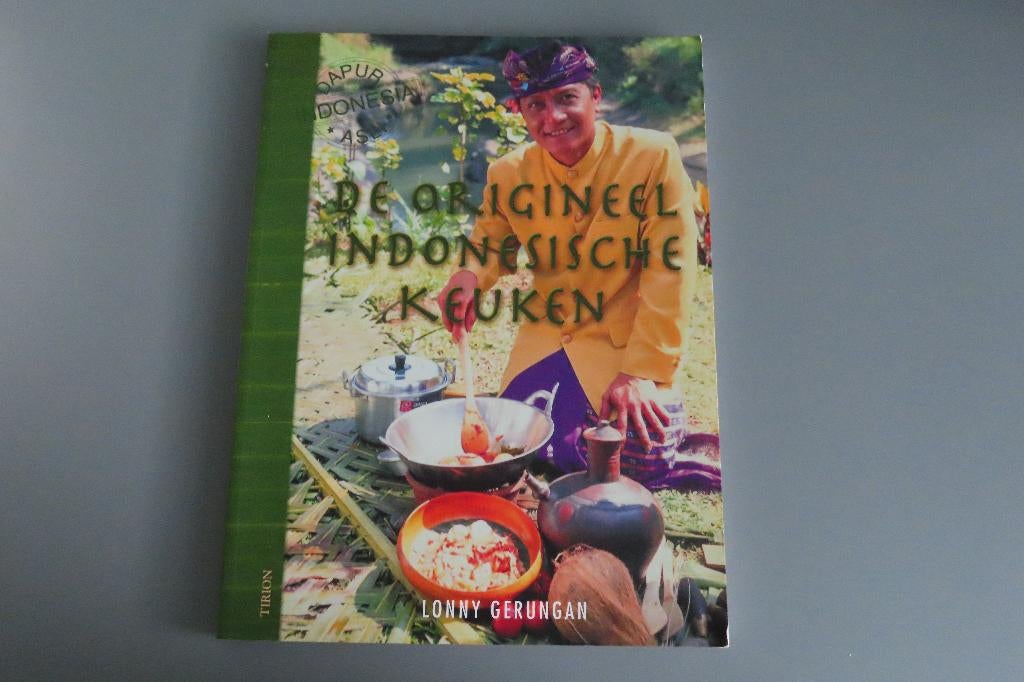 DAPUR
INDONESIA
* ASLI
DE ORIGINEEL
INDONESISCHE
KEUKEN
TIRION
LONNY GERUNGAN